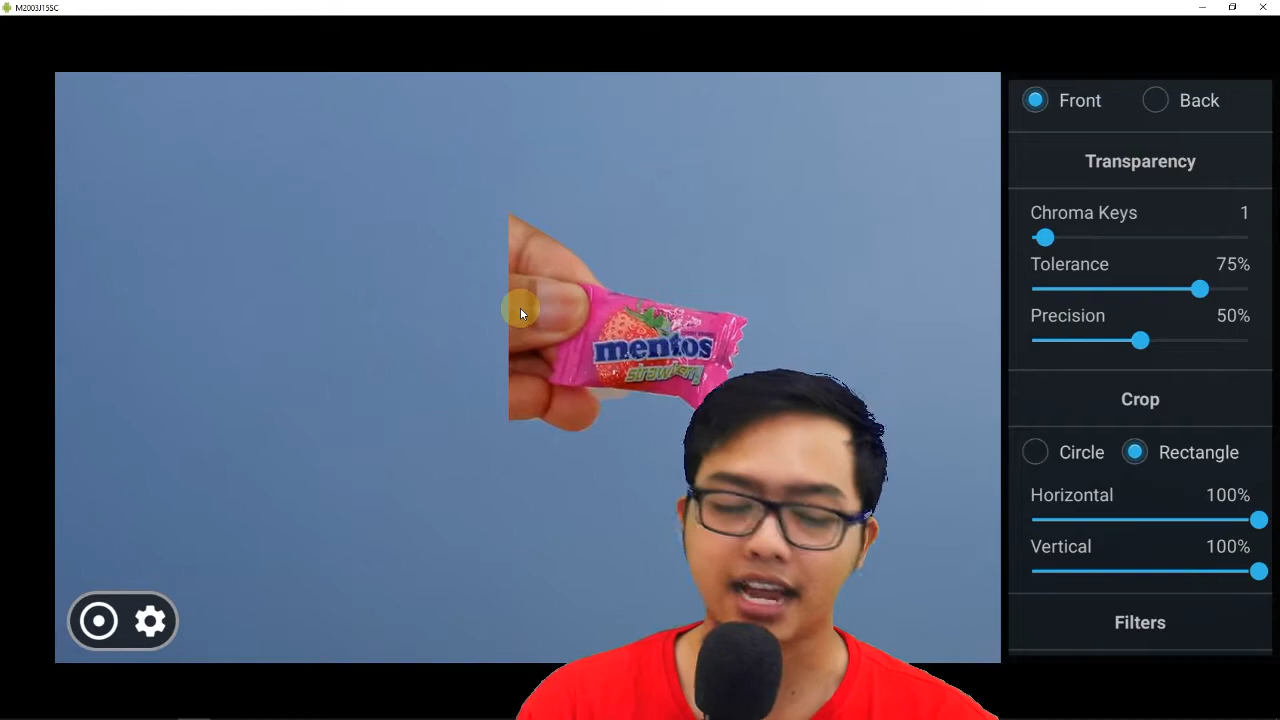 M2003J15SC
Front Back
Transparency
Chroma Keys 1
Tolerance 75%
Precision 50%
mentos
strawberry
Crop
Circle Rectangle
Horizontal 100%
Vertical 100%
Filters